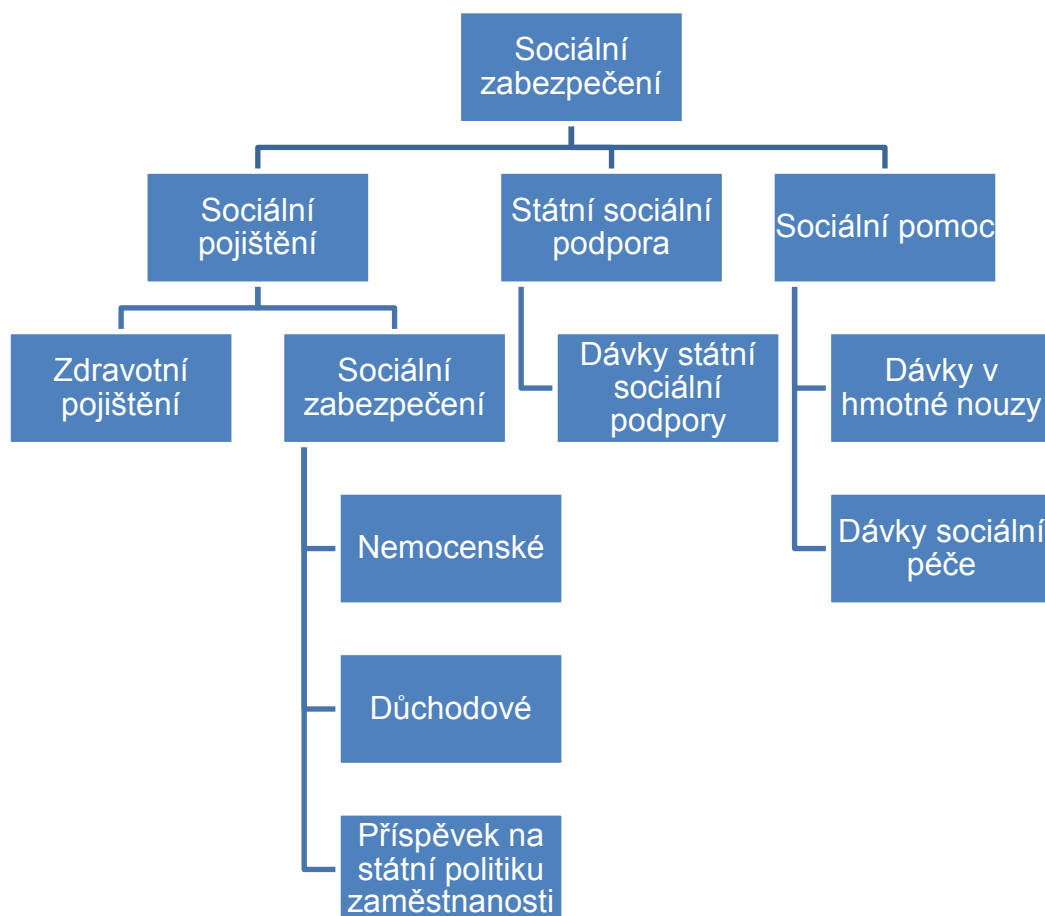 Sociální
zabezpečení
Sociální
pojištění
Státní sociální
podpora
Sociální pomoc
Zdravotní
pojištění
Sociální
zabezpečení
Dávky státní
sociální
podpory
Dávky v
hmotné nouzy
Nemocenské
Dávky sociální
péče
Důchodové
Příspěvek na
státní politiku
zaměstnanosti